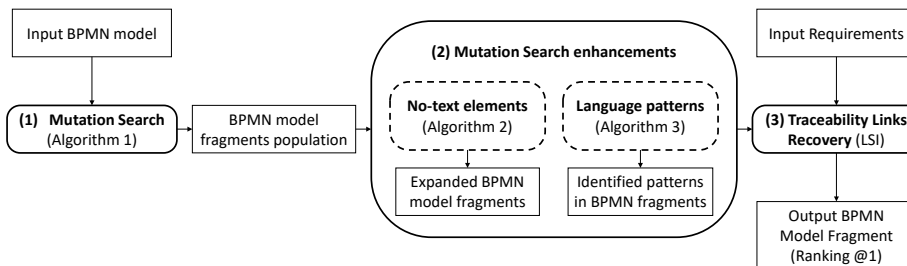 Input BPMN model
(1) Mutation Search
(Algorithm 1)
BPMN model
fragments population
(2) Mutation Search enhancements
No-text elements
(Algorithm 2)
Expanded BPMN
model fragments
Language patterns
(Algorithm 3)
Identified patterns
in BPMN fragments
Input Requirements
(3) Traceability Links
Recovery (LSI)
Output BPMN
Model Fragment
(Ranking @1)